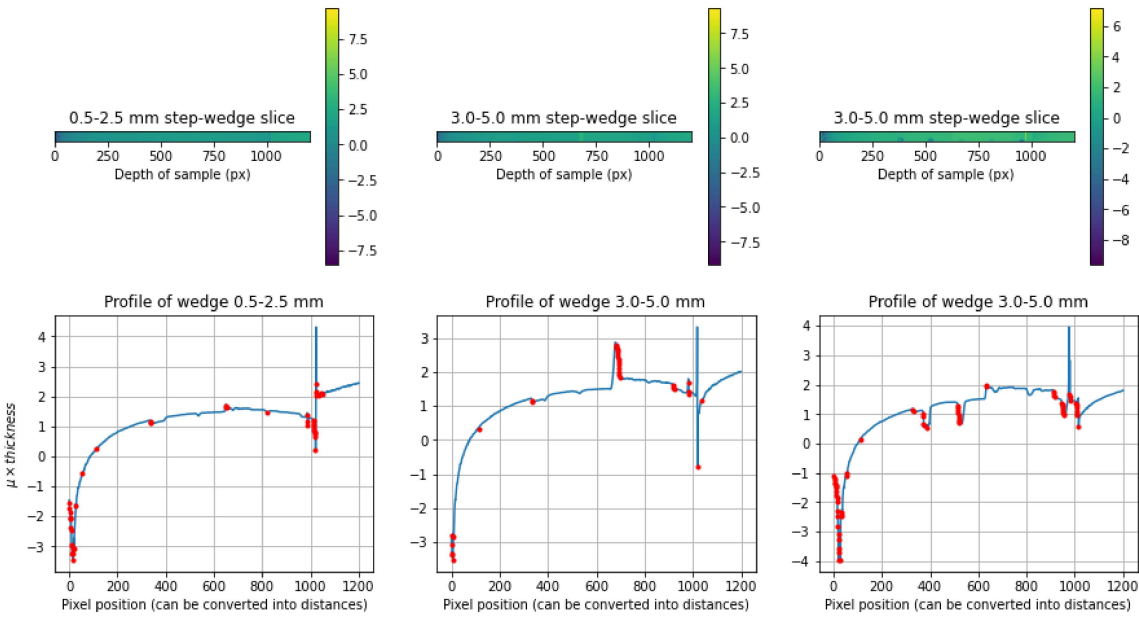 7.5
5.0
2.5
0.0
−2.5
−5.0
−7.5
0.5-2.5 mm step-wedge slice
0 500 1000
Depth of sample (px)
7.5
5.0
2.5
0.0
−2.5
−5.0
−7.5
3.0-5.0 mm step-wedge slice
0 250 500 750 1000
Depth of sample (px)
6
4
2
0
−2
−4
−6
−8
3.0-5.0 mm step-wedge slice
0 250 500 750 1000
Depth of sample (px)
Profile of wedge 0.5-2.5 mm
4
3
2
1
0
−1
−2
−3
μ × thickness
0 200 400 600 800 1000 1200
Pixel position (can be converted into distances)
Profile of wedge 3.0-5.0 mm
3
2
1
0
−1
−2
−3
0 200 400 600 800 1000 1200
Pixel position (can be converted into distances)
Profile of wedge 3.0-5.0 mm
4
3
2
1
0
−1
−2
−3
−4
0 200 400 600 800 1000 1200
Pixel position (can be converted into distances)